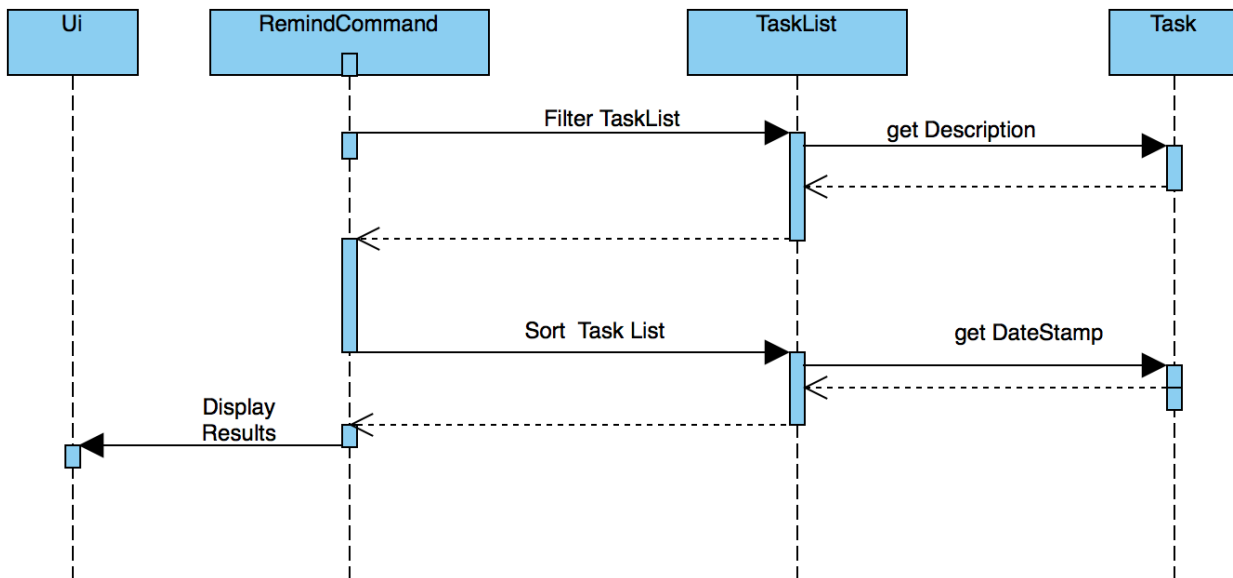 Ui
RemindCommand
TaskList
Task
Filter TaskList
get Description
Sort  Task List
get DateStamp
Display
Results